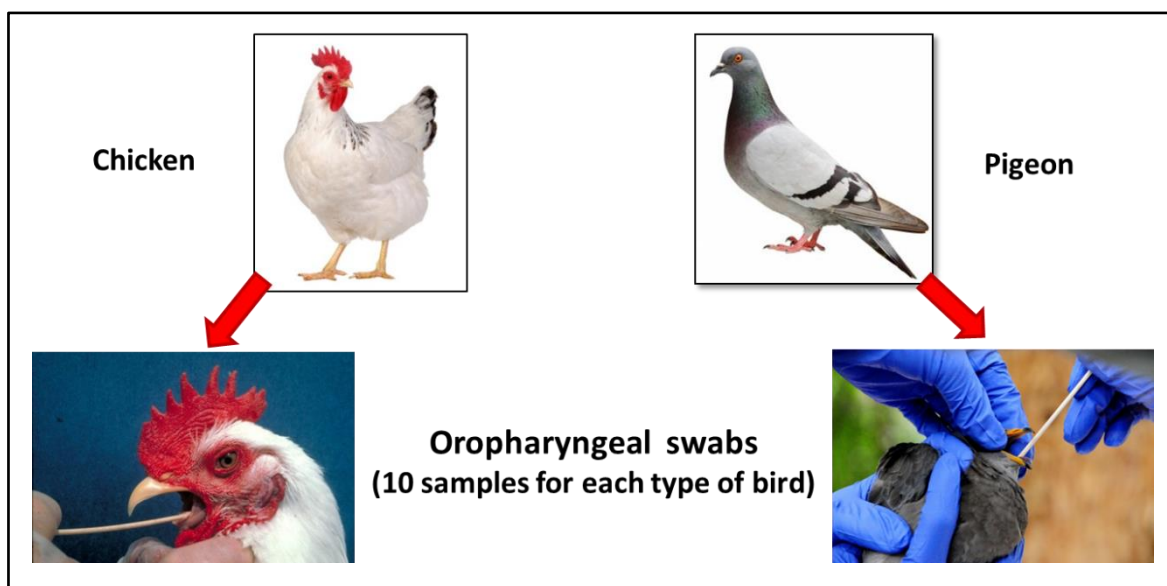 Chicken
Pigeon
Oropharyngeal swabs
(10 samples for each type of bird)